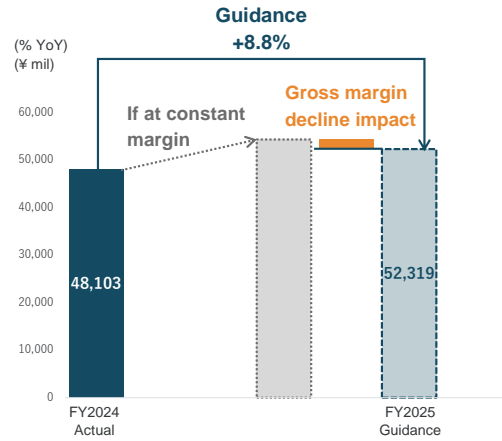 Guidance
+8.8%
(% YoY)
(¥ mil)
Gross margin
decline impact
If at constant
margin
60,000
50,000
40,000
30,000
20,000
10,000
0
48,103
52,319
FY2024
Actual
FY2025
Guidance